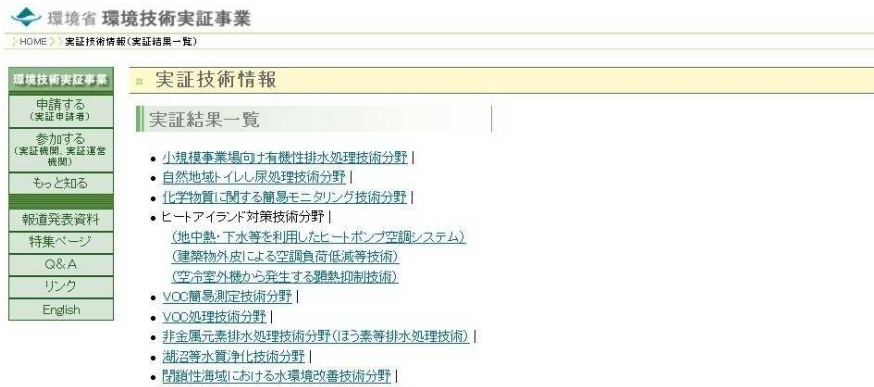 環境省 環境技術実証事業
HOME 実証技術情報(実証結果一覧)
環境技術実証事業
申請する
(実証申請者)
参加する
(実証機関、実証運営
機関)
もっと知る
報道発表資料
特集ページ
Q&A
リンク
English
実証技術情報
実証結果一覧
• 小規模事業場向け有機性排水処理技術分野 |
• 自然地域トイレし尿処理技術分野 |
• 化学物質に関する簡易モニタリング技術分野 |
• ヒートアイランド対策技術分野 |
(地中熱・下水等を利用したヒートポンプ空調システム)
(建築物外皮による空調負荷低減等技術)
(空冷室外機から発生する顕熱抑制技術)
• VOC簡易測定技術分野 |
• VOC処理技術分野 |
• 非金属元素排水処理技術分野(ほう素等排水処理技術) |
• 湖沼等水質浄化技術分野 |
• 閉鎖性海域における水環境改善技術分野 |